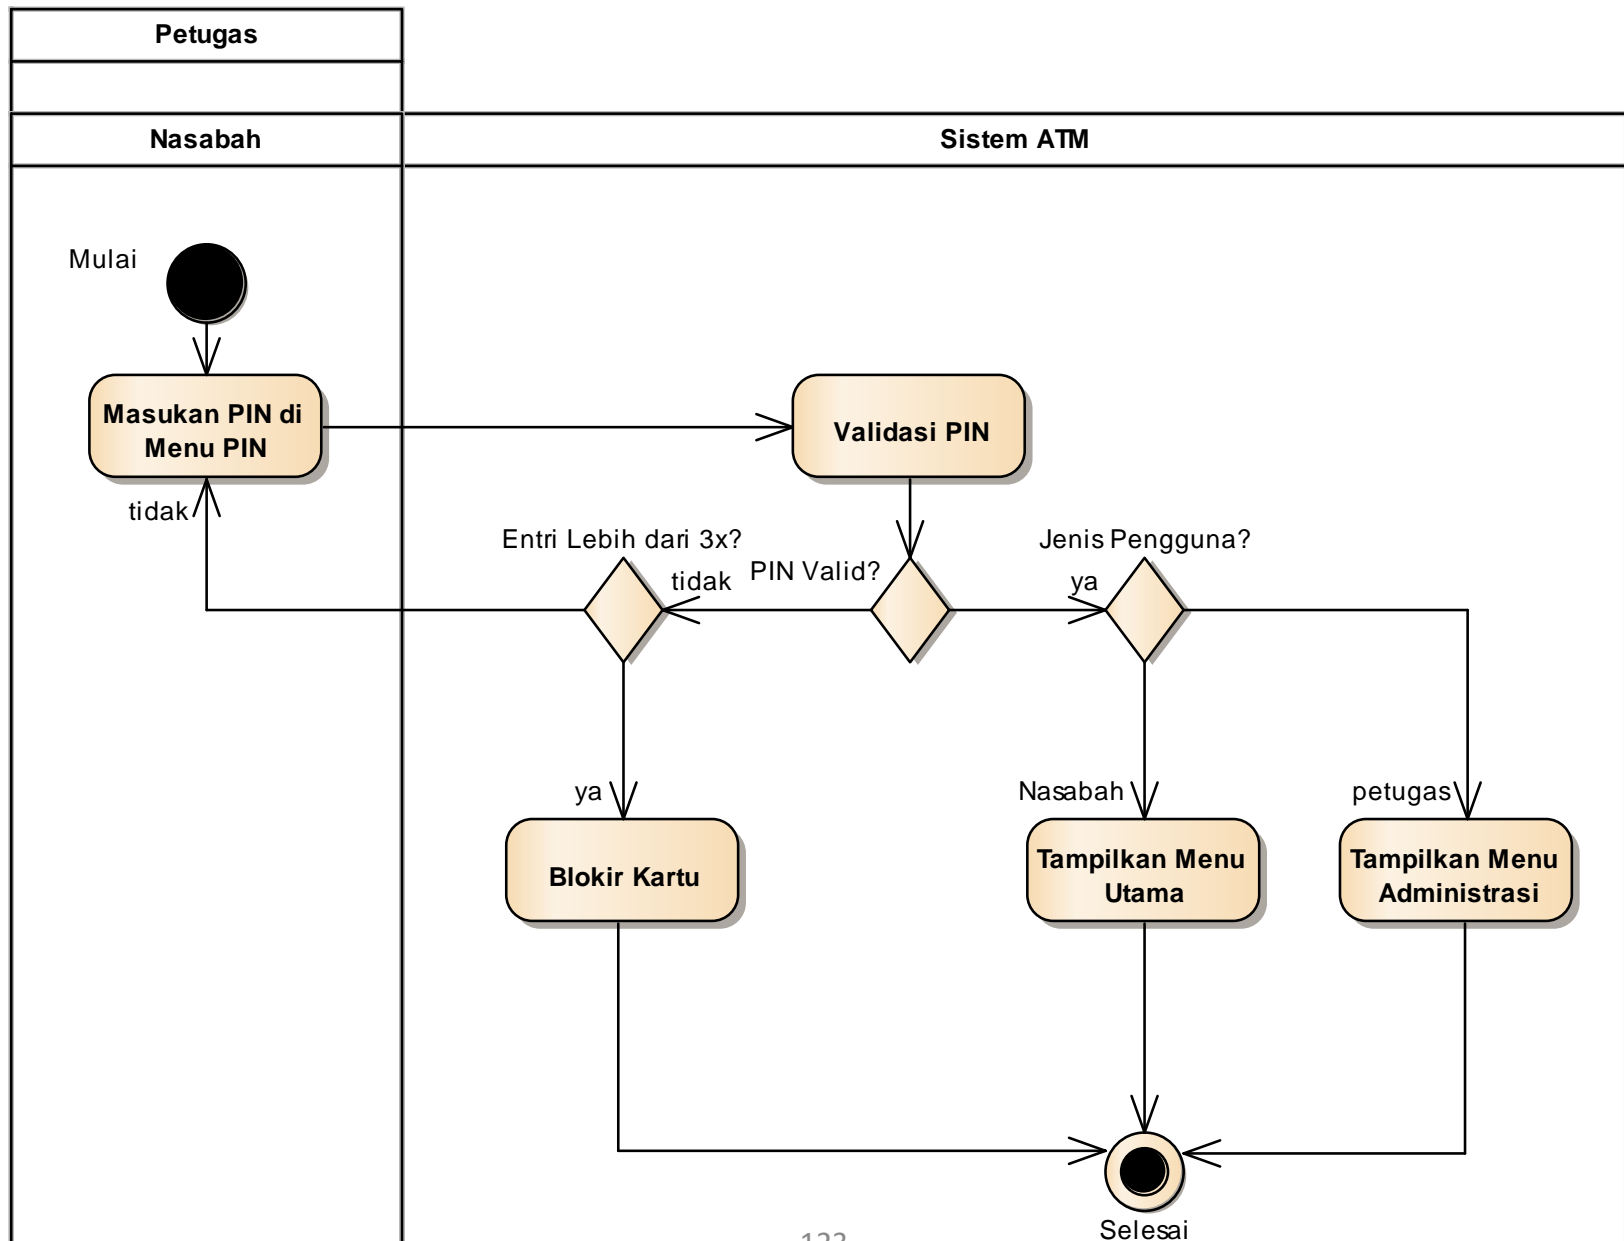 Petugas
Nasabah
Sistem ATM
Mulai
Masukan PIN di
Menu PIN
Validasi PIN
tidak
Entri Lebih dari 3x?
tidak
PIN Valid?
Jenis Pengguna?
ya
ya
Nasabah
petugas
Blokir Kartu
Tampilkan Menu
Utama
Tampilkan Menu
Administrasi
Selesai